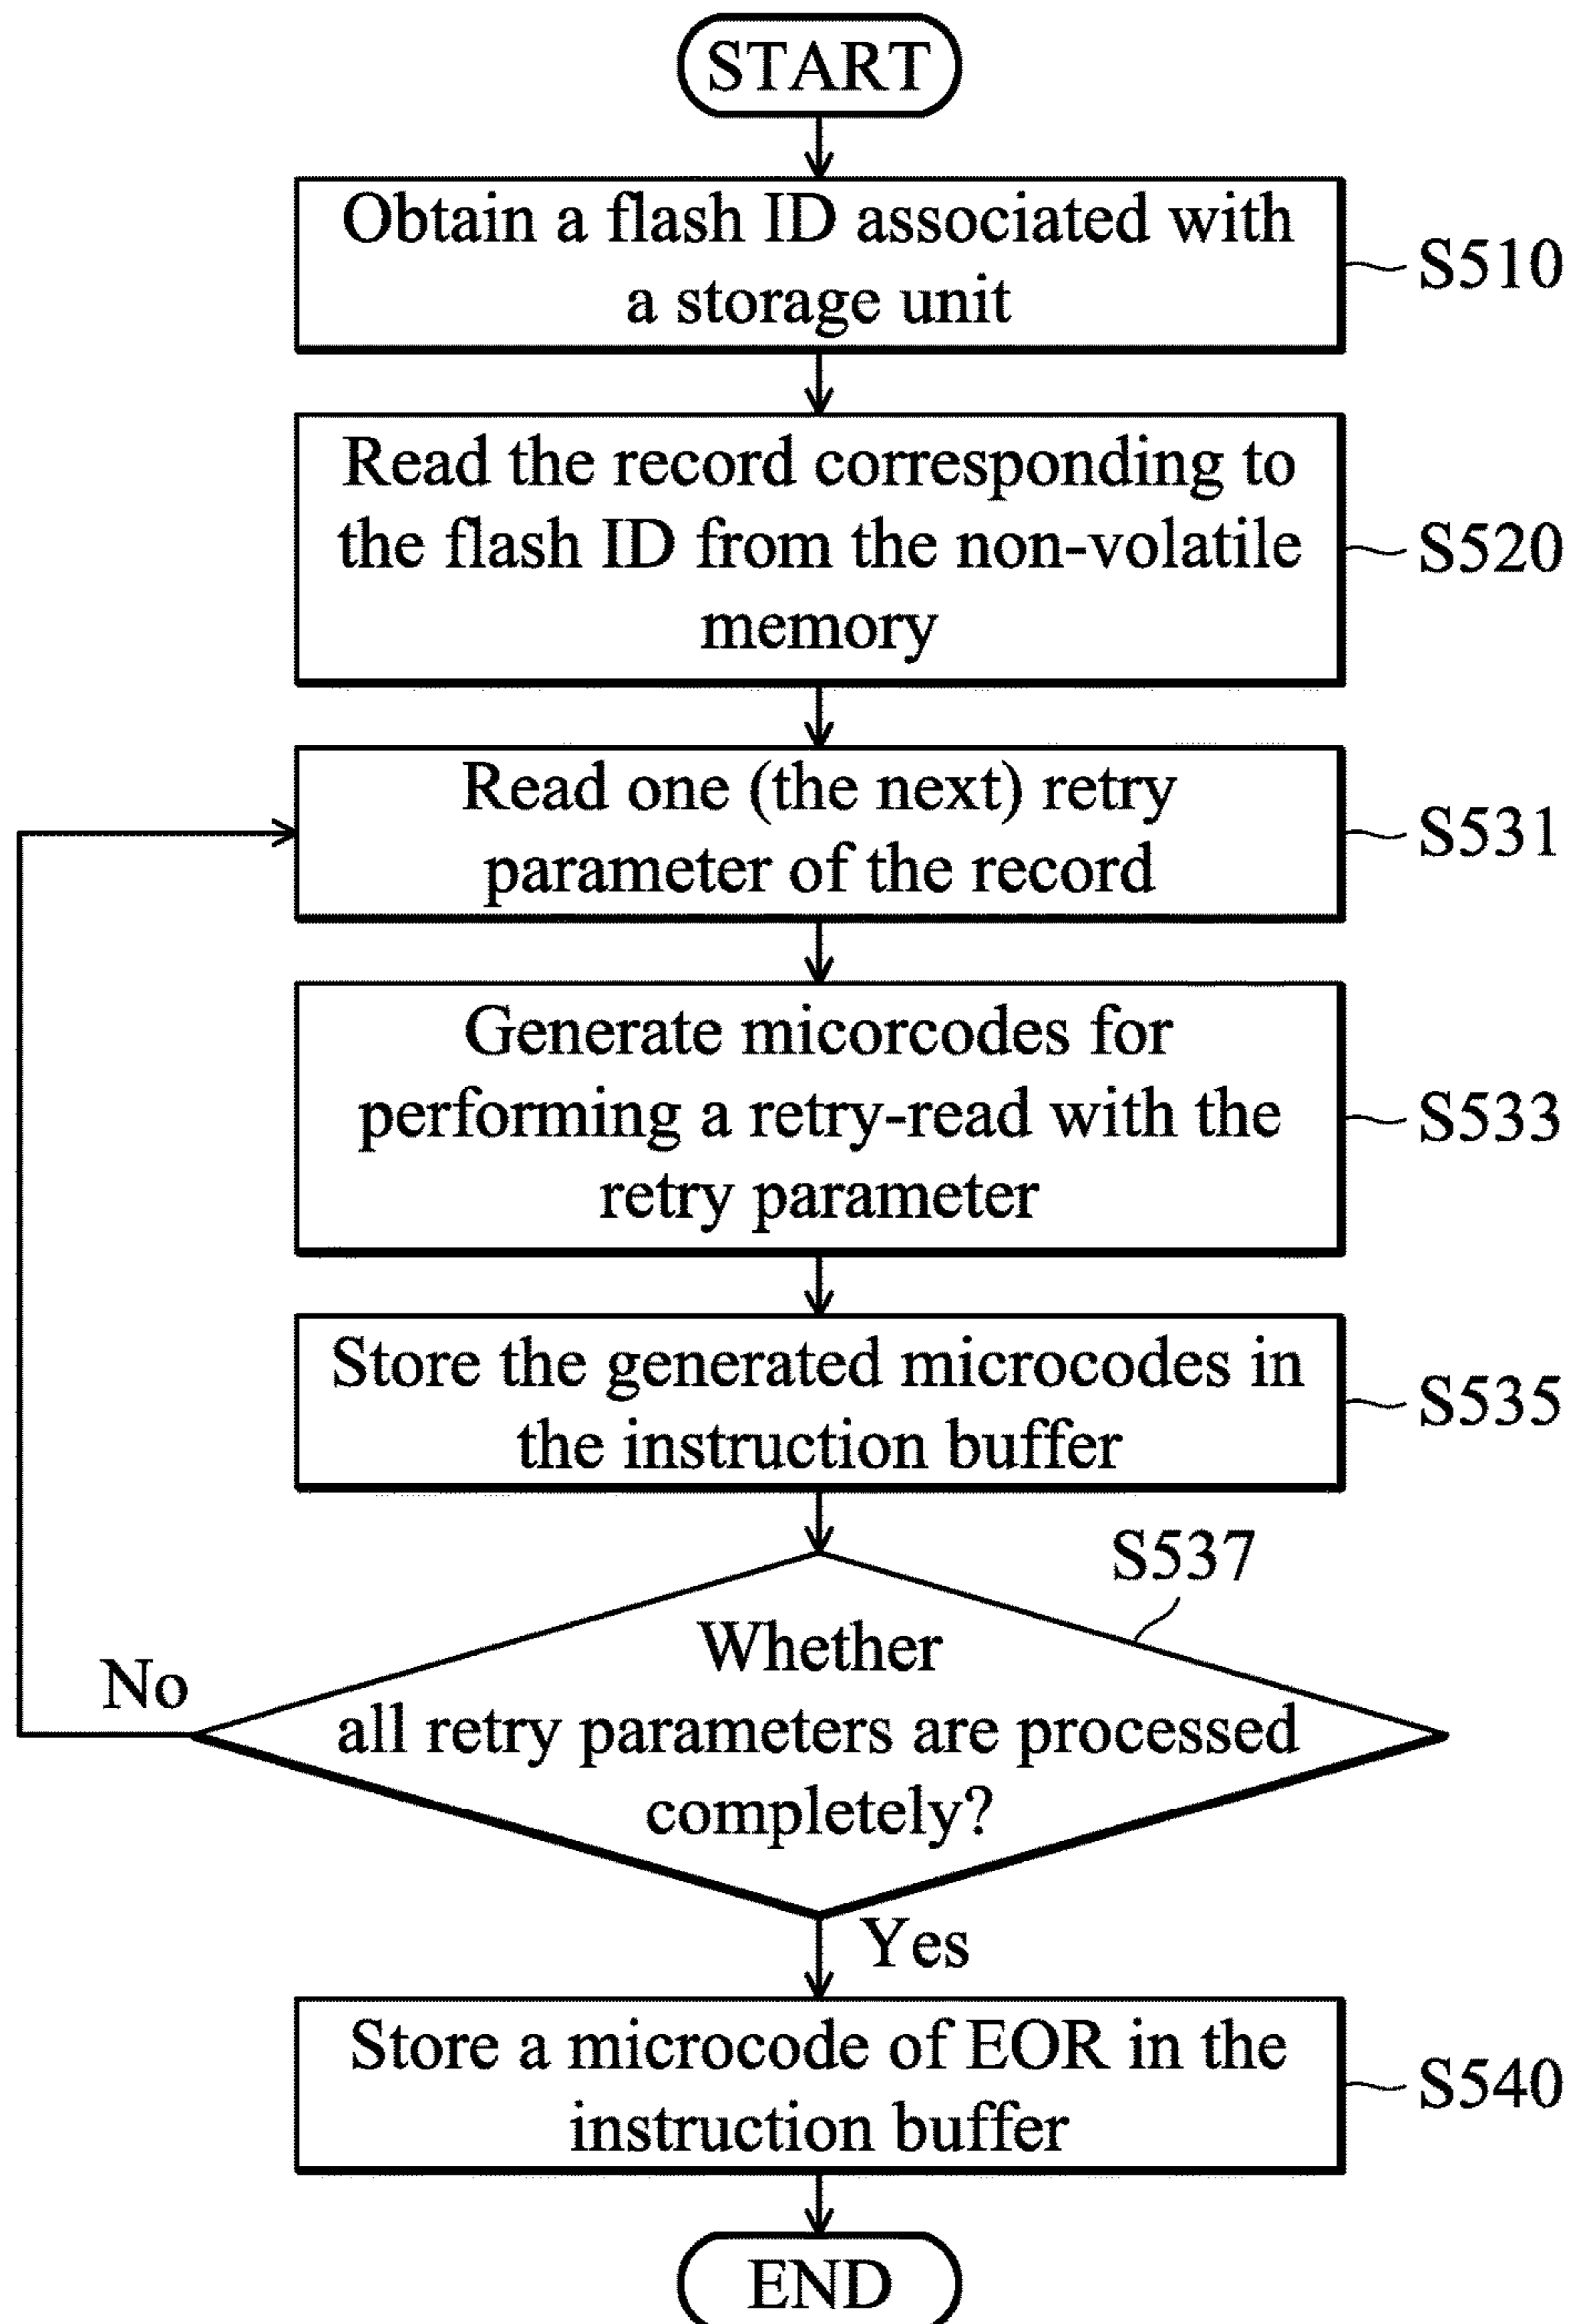 START
Obtain a flash ID associated with
a storage unit
S510
Read the record corresponding to
the flash ID from the non-volatile
memory
S520
Read one (the next) retry
parameter of the record
S531
Generate micorcodes for
performing a retry-read with the
retry parameter
S533
Store the generated microcodes in
the instruction buffer
S535
S537
Whether
all retry parameters are processed
completely?
No
Yes
Store a microcode of EOR in the
instruction buffer
S540
END